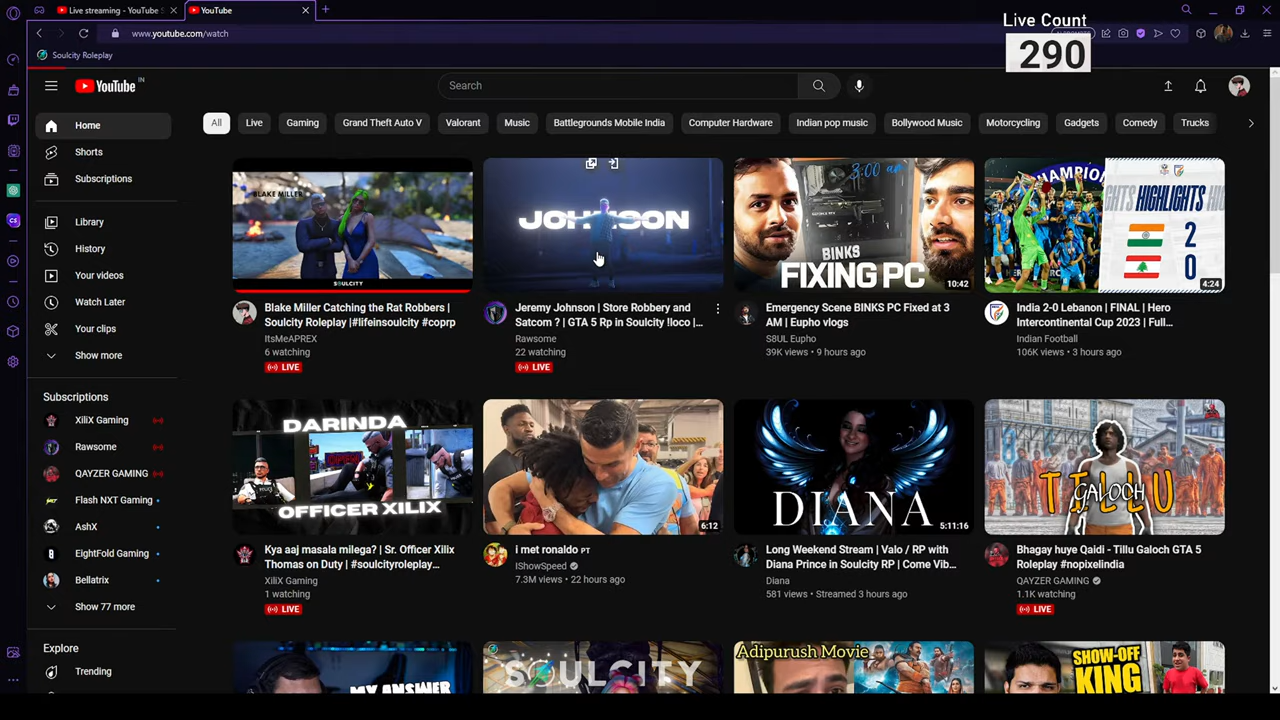 Live streaming - YouTube S
YouTube
Live Count
290
www.youtube.com/watch
Soulcity Roleplay
YouTube IN
Search
Home
Shorts
Subscriptions
Library
History
Your videos
Watch Later
Your clips
Show more
Subscriptions
XiliX Gaming
Rawsome
QAYZER GAMING
Flash NXT Gaming
AshX
EightFold Gaming
Bellatrix
Show 77 more
Explore
Trending
All
Live
Gaming
Grand Theft Auto V
Valorant
Music
Battlegrounds Mobile India
Computer Hardware
Indian pop music
Bollywood Music
Motorcycling
Gadgets
Comedy
Trucks
BLAKE MILLER
SOULCITY
Blake Miller Catching the Rat Robbers |
Soulcity Roleplay |#lifeinsoulcity #coprp
ItsMeAPREX
6 watching
LIVE
JOHNSON
Jeremy Johnson | Store Robbery and
Satcom ? | GTA 5 Rp in Soulcity !loco |...
Rawsome
22 watching
LIVE
3:00 am
BINKS
FIXING PC
10:42
Emergency Scene BINKS PC Fixed at 3
AM | Eupho vlogs
S8UL Eupho
39K views • 9 hours ago
CHAMPION
HIGHLIGHTS
2
0
4:24
India 2-0 Lebanon | FINAL | Hero
Intercontinental Cup 2023 | Full...
Indian Football
106K views • 3 hours ago
DARINDA
OFFICER XILIX
Kya aaj masala milega? | Sr. Officer Xilix
Thomas on Duty | #soulcityroleplay...
XiliX Gaming
1 watching
LIVE
6:12
i met ronaldo PT
IShowSpeed
7.3M views • 22 hours ago
DIANA
5:11:16
Long Weekend Stream | Valo / RP with
Diana Prince in Soulcity RP | Come Vib...
Diana
581 views • Streamed 3 hours ago
TILLU
GALOCH
Bhagay huye Qaidi - Tillu Galoch GTA 5
Roleplay #nopixelindia
QAYZER GAMING
1.1K watching
LIVE
MY ANSWER
SOULCITY
Adipurush Movie
SHOW-OFF
KING